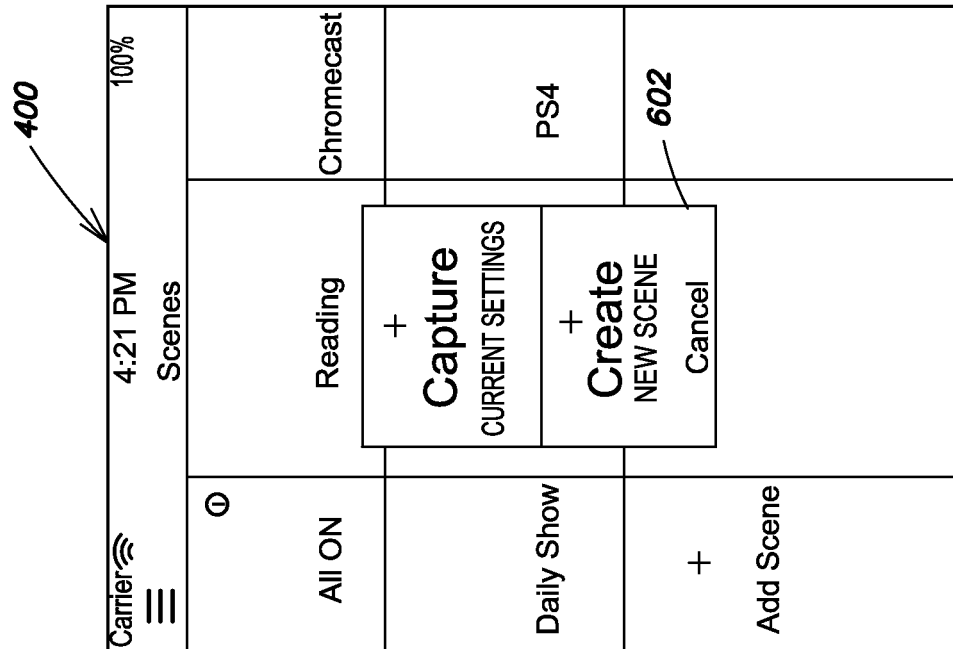 400
Carrier 4:21 PM 100%
Scenes
All ON Reading Chromecast
+
Capture
CURRENT SETTINGS
Daily Show PS4
+
Create
NEW SCENE
Cancel
602
+
Add Scene